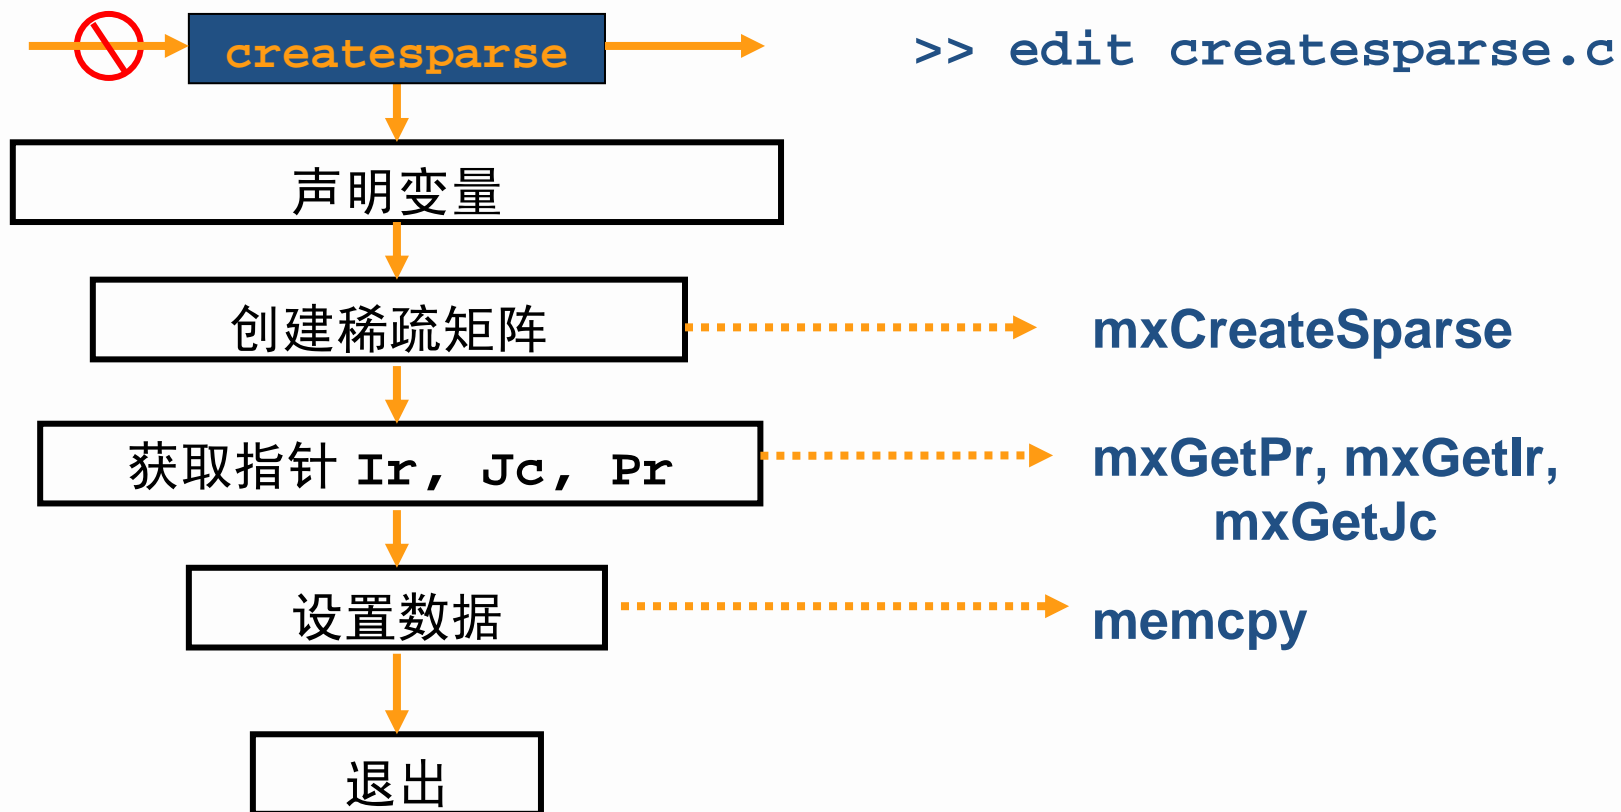 createsparse
>> edit createsparse.c
声明变量
创建稀疏矩阵
mxCreateSparse
获取指针 Ir, Jc, Pr
mxGetPr, mxGetIr,
mxGetJc
设置数据
memcpy
退出